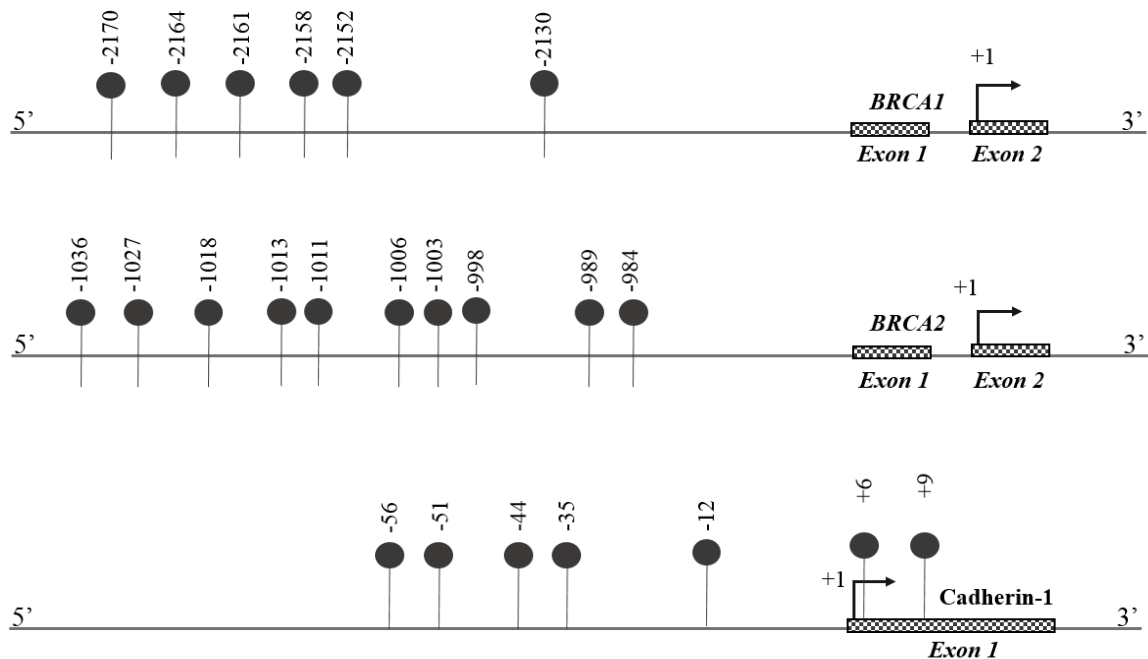 -2170 -2164 -2161 -2158 -2152 -2130
+1
BRCA1
5’ 3’
Exon 1 Exon 2
-1036 -1027 -1018 -1013 -1011 -1006 -1003 -998 -989 -984
+1
BRCA2
5’ 3’
Exon 1 Exon 2
-56 -51 -44 -35 -12 +6 +9
+1
Cadherin-1
5’ 3’
Exon 1